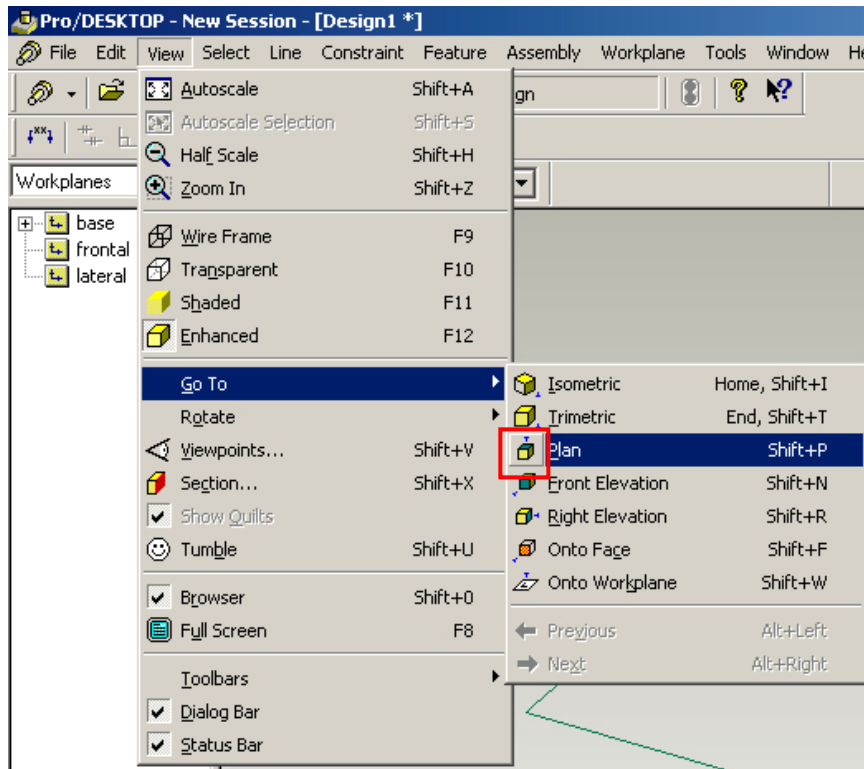 Pro/DESKTOP - New Session - [Design1 *]
File Edit View Select Line Constraint Feature Assembly Workplane Tools Window
gn
Workplanes
base
frontal
lateral
Autoscale Shift+A
Autoscale Selection Shift+S
Half Scale Shift+H
Zoom In Shift+Z
Wire Frame F9
Transparent F10
Shaded F11
Enhanced F12
Go To
Rotate
Viewpoints... Shift+V
Section... Shift+X
Show Quilts
Tumble Shift+U
Browser Shift+0
Full Screen F8
Toolbars
Dialog Bar
Status Bar
Isometric Home, Shift+I
Trimetric End, Shift+T
Plan Shift+P
Front Elevation Shift+N
Right Elevation Shift+R
Onto Face Shift+F
Onto Workplane Shift+W
Previous Alt+Left
Next Alt+Right